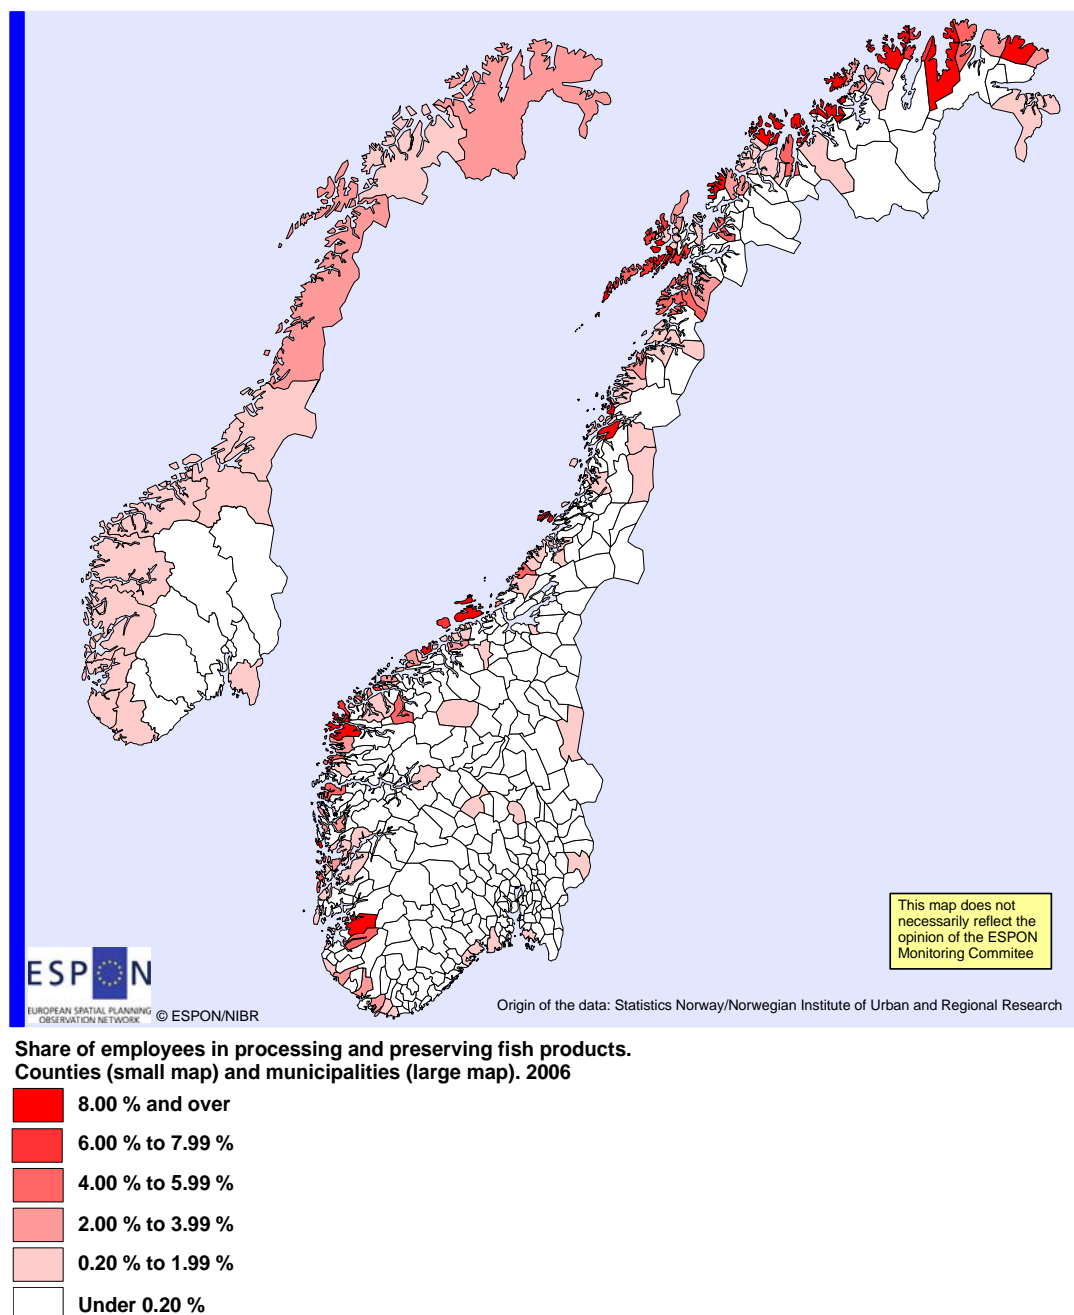 This map does not
necessarily reflect the
opinion of the ESPON
Monitoring Commitee
ESPON
EUROPEAN SPATIAL PLANNING
OBSERVATION NETWORK
© ESPON/NIBR
Origin of the data: Statistics Norway/Norwegian Institute of Urban and Regional Research
Share of employees in processing and preserving fish products.
Counties (small map) and municipalities (large map). 2006
8.00 % and over
6.00 % to 7.99 %
4.00 % to 5.99 %
2.00 % to 3.99 %
0.20 % to 1.99 %
Under 0.20 %